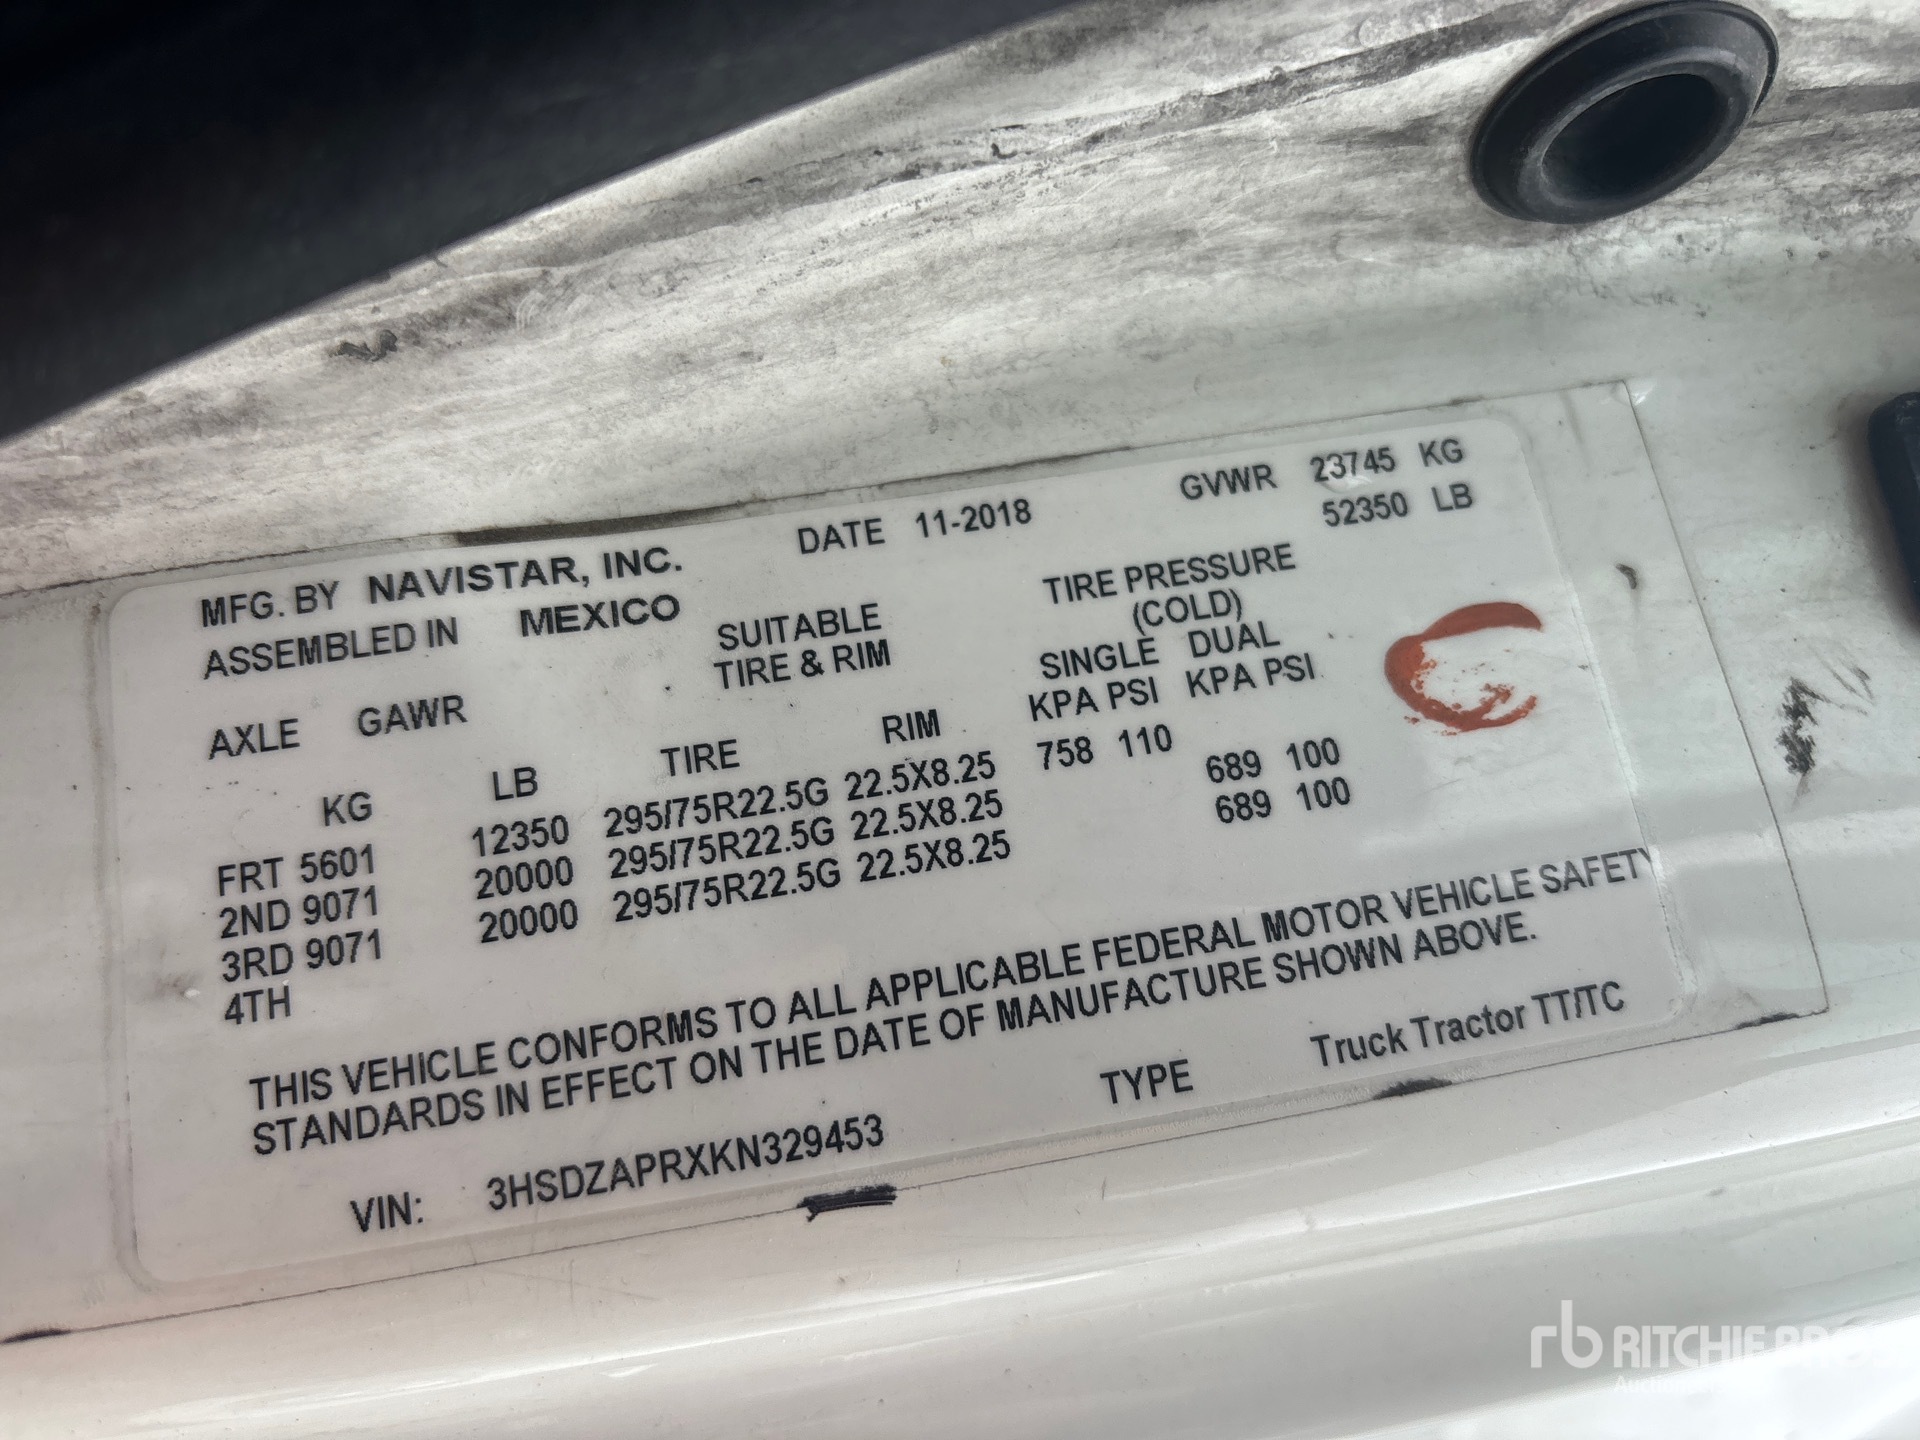 MFG. BY NAVISTAR, INC. DATE 11-2018 GVWR 23745 KG
ASSEMBLED IN MEXICO 52350 LB
SUITABLE TIRE PRESSURE
TIRE & RIM (COLD)
AXLE GAWR SINGLE DUAL
KG LB TIRE RIM KPA PSI KPA PSI
FRT 5601 12350 295/75R22.5G 22.5X8.25 758 110
2ND 9071 20000 295/75R22.5G 22.5X8.25 689 100
3RD 9071 20000 295/75R22.5G 22.5X8.25 689 100
4TH
THIS VEHICLE CONFORMS TO ALL APPLICABLE FEDERAL MOTOR VEHICLE SAFETY
STANDARDS IN EFFECT ON THE DATE OF MANUFACTURE SHOWN ABOVE.
VIN: 3HSDZAPRXKN329453 TYPE Truck Tractor TT/TC
rb RITCHIE BROS